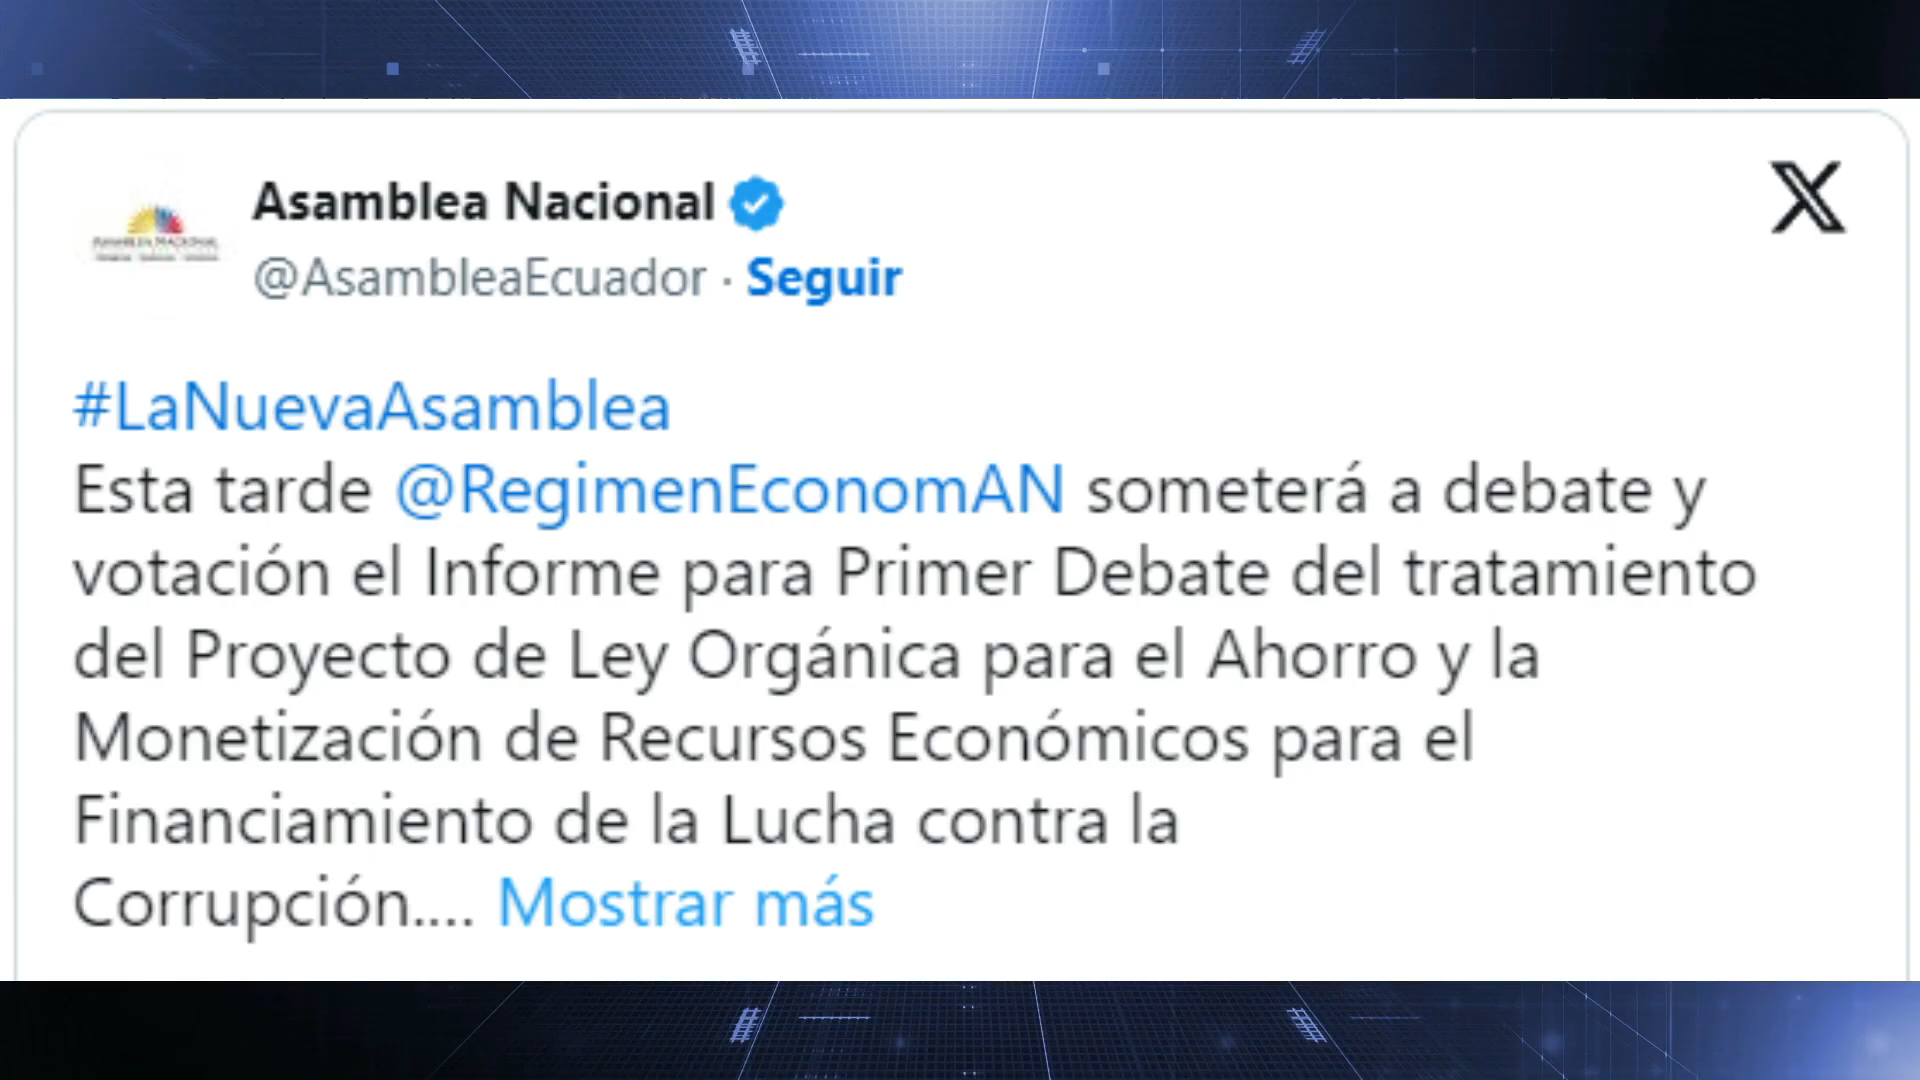 Asamblea Nacional
ASAMBLEA NACIONAL
@AsambleaEcuador · Seguir
#LaNuevaAsamblea
Esta tarde @RegimenEconomAN someterá a debate y
votación el Informe para Primer Debate del tratamiento
del Proyecto de Ley Orgánica para el Ahorro y la
Monetización de Recursos Económicos para el
Financiamiento de la Lucha contra la
Corrupción.... Mostrar más